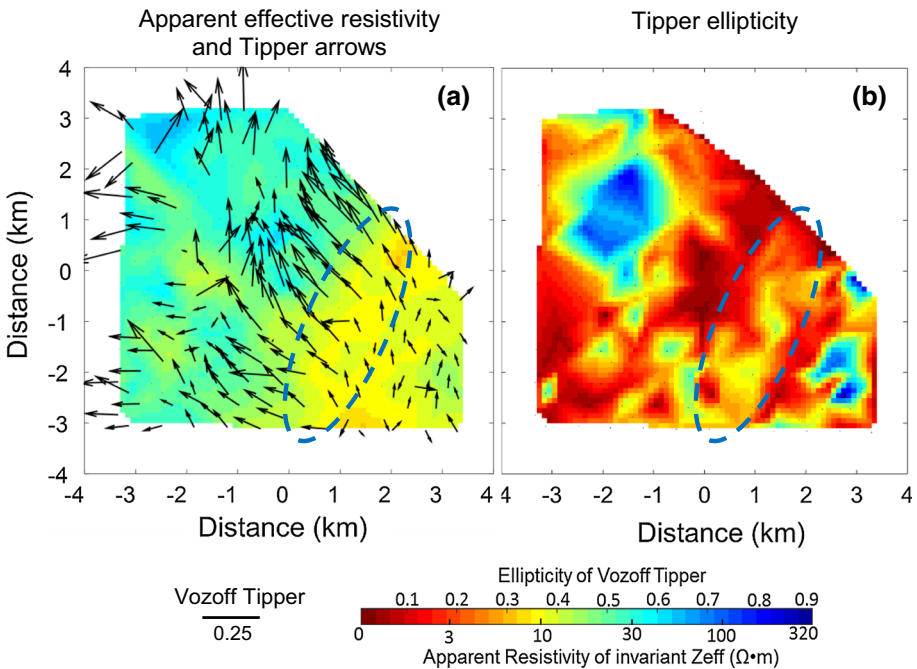 Apparent effective resistivity
and Tipper arrows
Tipper ellipticity
(a)
(b)
4
3
2
1
0
-1
-2
-3
-4
Distance (km)
-4 -3 -2 -1 0 1 2 3 4
-4 -3 -2 -1 0 1 2 3 4
Distance (km)
Distance (km)
Vozoff Tipper
0.25
Ellipticity of Vozoff Tipper
0.1 0.2 0.3 0.4 0.5 0.6 0.7 0.8 0.9
0 3 10 30 100 320
Apparent Resistivity of invariant Zeff (Ω•m)